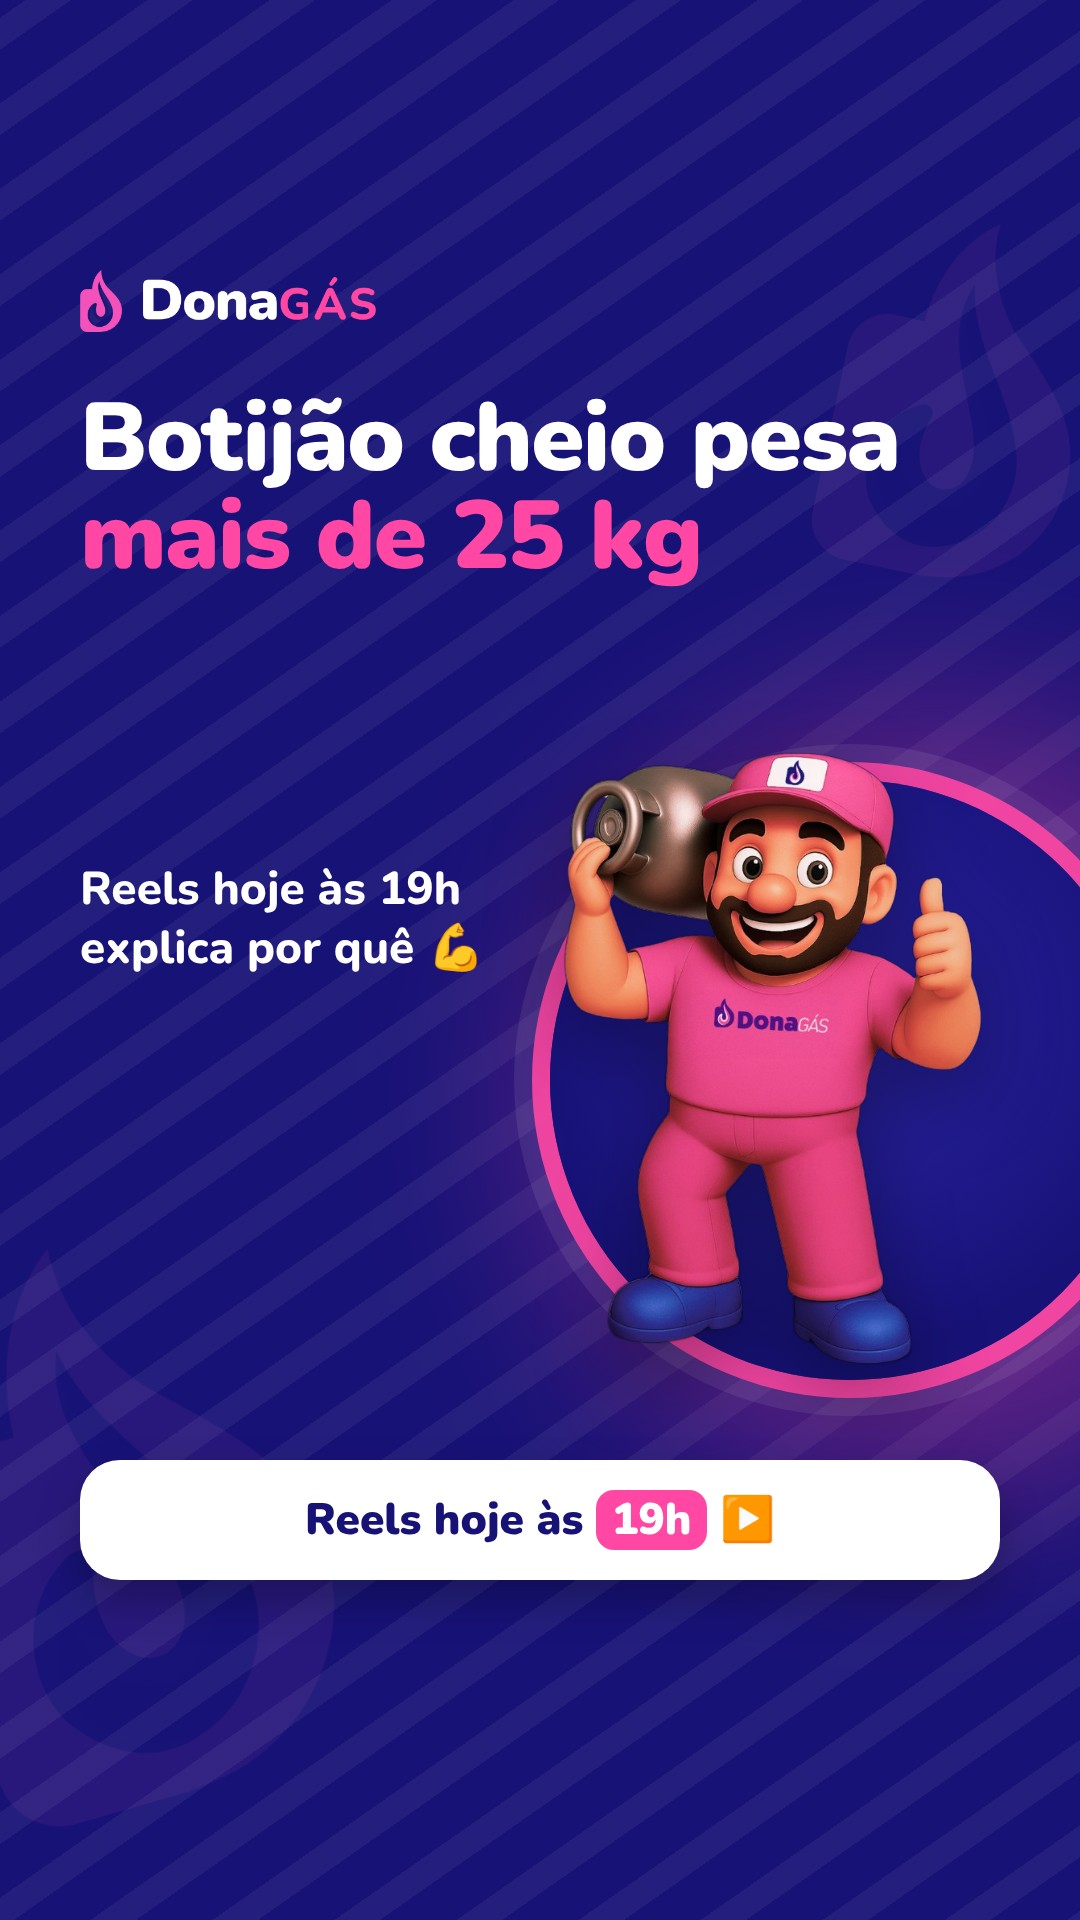 DonaGÁS
Botijão cheio pesa
mais de 25 kg
Reels hoje às 19h
explica por quê 💪
DonaGÁS
Reels hoje às 19h ▶️